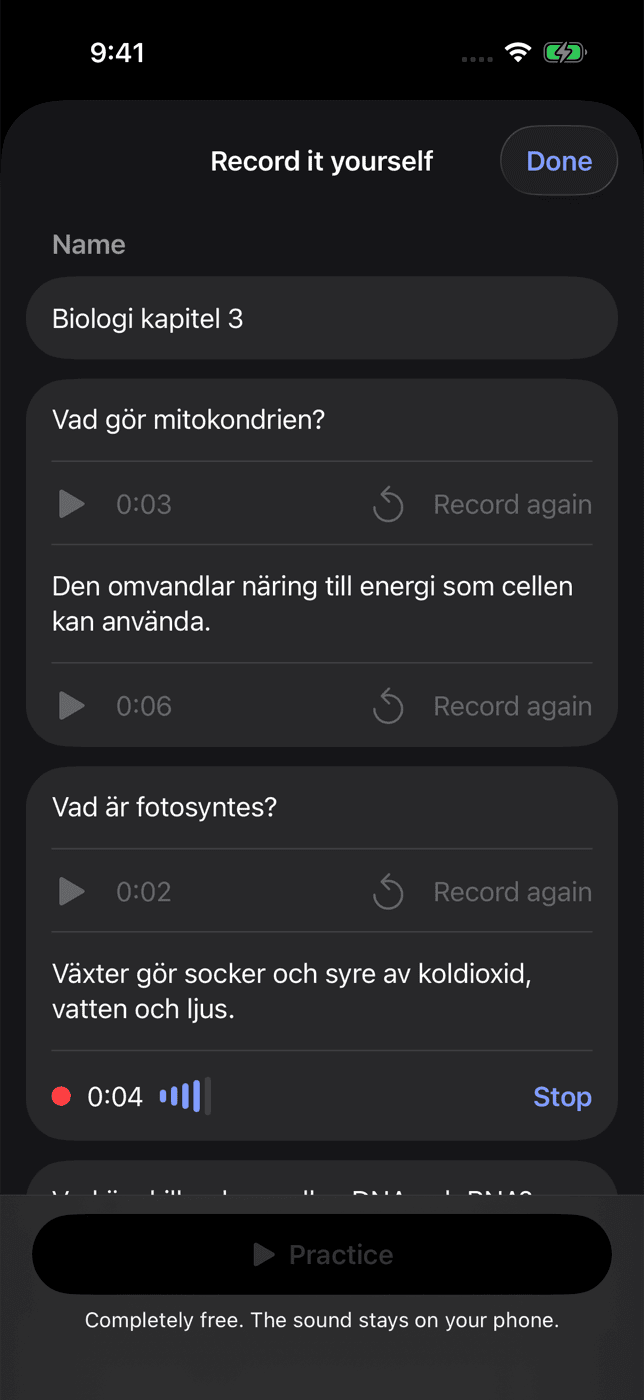 9:41
Record it yourself
Done
Name
Biologi kapitel 3
Vad gör mitokondrien?
0:03
Record again
Den omvandlar näring till energi som cellen
kan använda.
0:06
Record again
Vad är fotosyntes?
0:02
Record again
Växter gör socker och syre av koldioxid,
vatten och ljus.
0:04
Stop
Practice
Completely free. The sound stays on your phone.